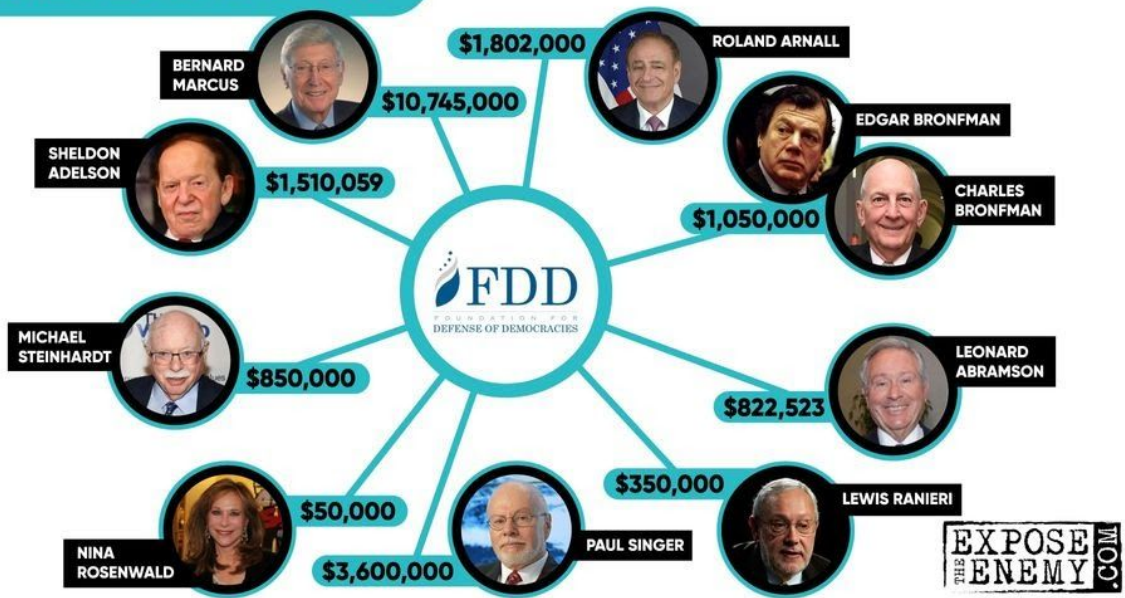 $1,802,000
ROLAND ARNALL
BERNARD
MARCUS
$10,745,000
EDGAR BRONFMAN
SHELDON
ADELSON
$1,510,059
CHARLES
BRONFMAN
$1,050,000
FDD
FOUNDATION FOR
DEFENSE OF DEMOCRACIES
MICHAEL
STEINHARDT
$850,000
LEONARD
ABRAMSON
$822,523
$350,000
LEWIS RANIERI
$50,000
NINA
ROSENWALD
PAUL SINGER
$3,600,000
EXPOSE
THE ENEMY
.COM